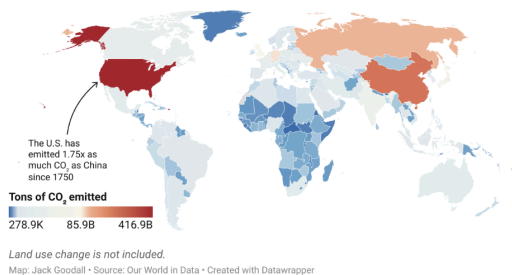 The U.S. has
emitted 1.75x as
much CO₂ as China
since 1750
Tons of CO₂ emitted
278.9K 85.9B 416.9B
Land use change is not included.
Map: Jack Goodall • Source: Our World in Data • Created with Datawrapper